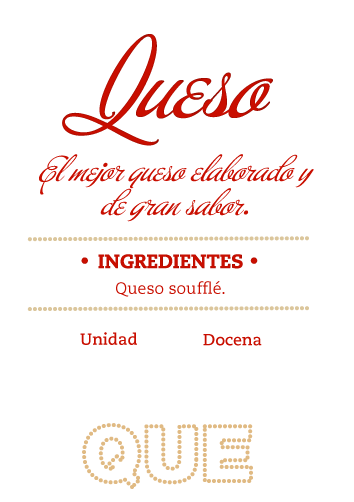 Queso
El mejor queso elaborado y
de gran sabor.
• INGREDIENTES •
Queso soufflé.
Unidad Docena
QUE